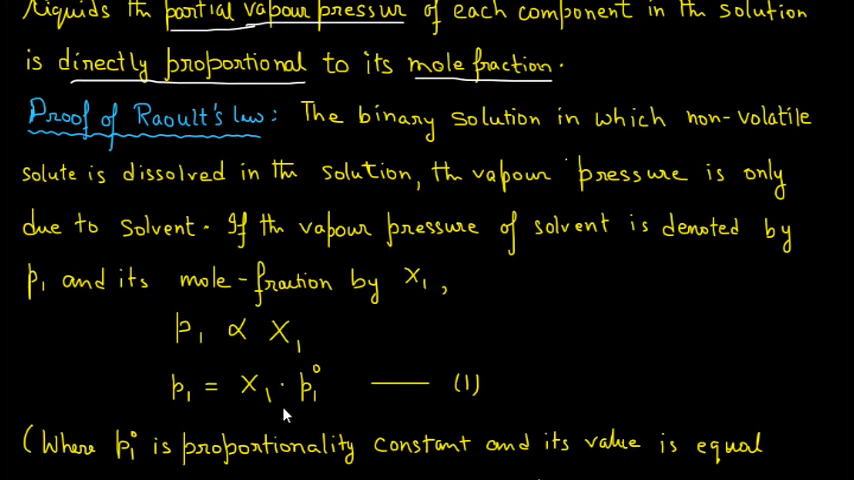 liquids the partial vapour pressur of each component in the solution
is directly proportional to its mole fraction.
Proof of Raoult's law: The binary solution in which non-volatile
solute is dissolved in the solution, the vapour pressure is only
due to solvent. If the vapour pressure of solvent is denoted by
p₁ and its mole-fraction by X₁,
p₁ ∝ X₁
p₁ = X₁ · p₁⁰ —— (1)
(Where p₁⁰ is proportionality constant and its value is equal